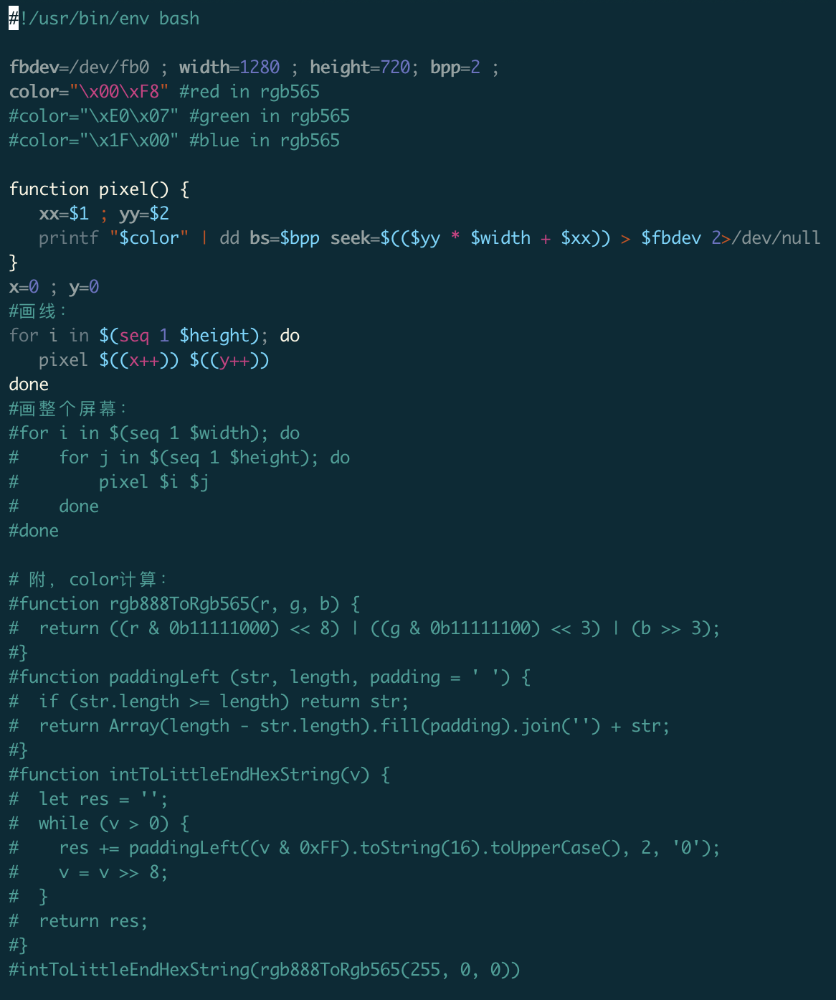 #!/usr/bin/env bash

fbdev=/dev/fb0 ; width=1280 ; height=720; bpp=2 ;
color="\x00\xF8" #red in rgb565
#color="\xE0\x07" #green in rgb565
#color="\x1F\x00" #blue in rgb565

function pixel() {
   xx=$1 ; yy=$2
   printf "$color" | dd bs=$bpp seek=$(($yy * $width + $xx)) > $fbdev 2>/dev/null
}
x=0 ; y=0
#画线：
for i in $(seq 1 $height); do
   pixel $((x++)) $((y++))
done
#画整个屏幕：
#for i in $(seq 1 $width); do
#    for j in $(seq 1 $height); do
#        pixel $i $j
#    done
#done

# 附，color计算：
#function rgb888ToRgb565(r, g, b) {
#  return ((r & 0b11111000) << 8) | ((g & 0b11111100) << 3) | (b >> 3);
#}
#function paddingLeft (str, length, padding = ' ') {
#  if (str.length >= length) return str;
#  return Array(length - str.length).fill(padding).join('') + str;
#}
#function intToLittleEndHexString(v) {
#  let res = '';
#  while (v > 0) {
#    res += paddingLeft((v & 0xFF).toString(16).toUpperCase(), 2, '0');
#    v = v >> 8;
#  }
#  return res;
#}
#intToLittleEndHexString(rgb888ToRgb565(255, 0, 0))